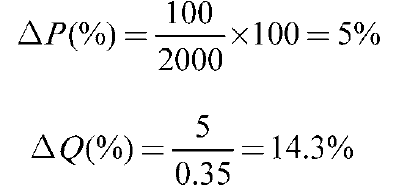 ΔP(%) = 100/2000 × 100 = 5%
ΔQ(%) = 5/0.35 = 14.3%